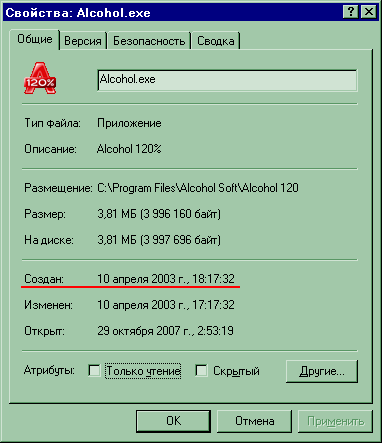 Свойства: Alcohol.exe
Общие Версия Безопасность Сводка
120%
Alcohol.exe
Тип файла: Приложение
Описание: Alcohol 120%
Размещение: C:\Program Files\Alcohol Soft\Alcohol 120
Размер: 3,81 МБ (3 996 160 байт)
На диске: 3,81 МБ (3 997 696 байт)
Создан: 10 апреля 2003 г., 18:17:32
Изменен: 10 апреля 2003 г., 17:17:32
Открыт: 29 октября 2007 г., 2:53:19
Атрибуты: Только чтение Скрытый Другие...
OK Отмена Применить